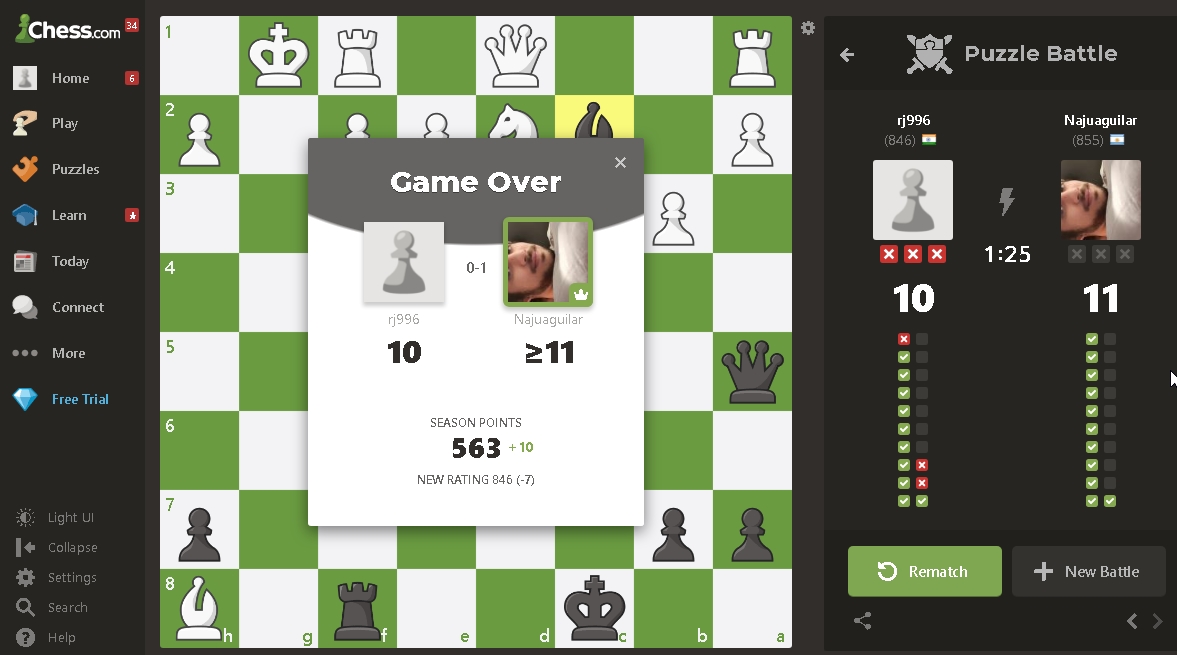 Chess.com
34
Home
6
Play
Puzzles
Learn
Today
Connect
More
Free Trial
Light UI
Collapse
Settings
Search
Help
1
2
3
4
5
6
7
8
h
g
f
e
d
c
b
a
Game Over
0-1
rj996
Najuaguilar
10
≥11
SEASON POINTS
563 +10
NEW RATING 846 (-7)
Puzzle Battle
rj996
Najuaguilar
(846)
(855)
1:25
10
11
Rematch
New Battle